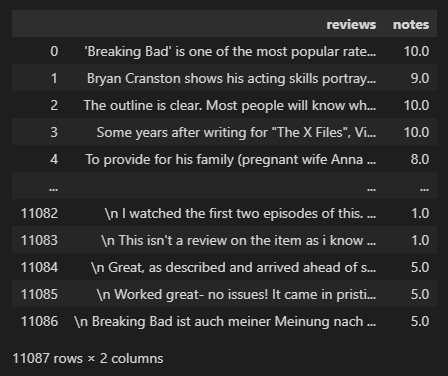 reviews notes
0 'Breaking Bad' is one of the most popular rate... 10.0
1 Bryan Cranston shows his acting skills portray... 9.0
2 The outline is clear. Most people will know wh... 10.0
3 Some years after writing for "The X Files", Vi... 10.0
4 To provide for his family (pregnant wife Anna ... 8.0
... ... ...
11082 \n I watched the first two episodes of this. ... 1.0
11083 \n This isn't a review on the item as i know ... 1.0
11084 \n Great, as described and arrived ahead of s... 5.0
11085 \n Worked great- no issues! It came in pristi... 5.0
11086 \n Breaking Bad ist auch meiner Meinung nach ... 5.0
11087 rows × 2 columns